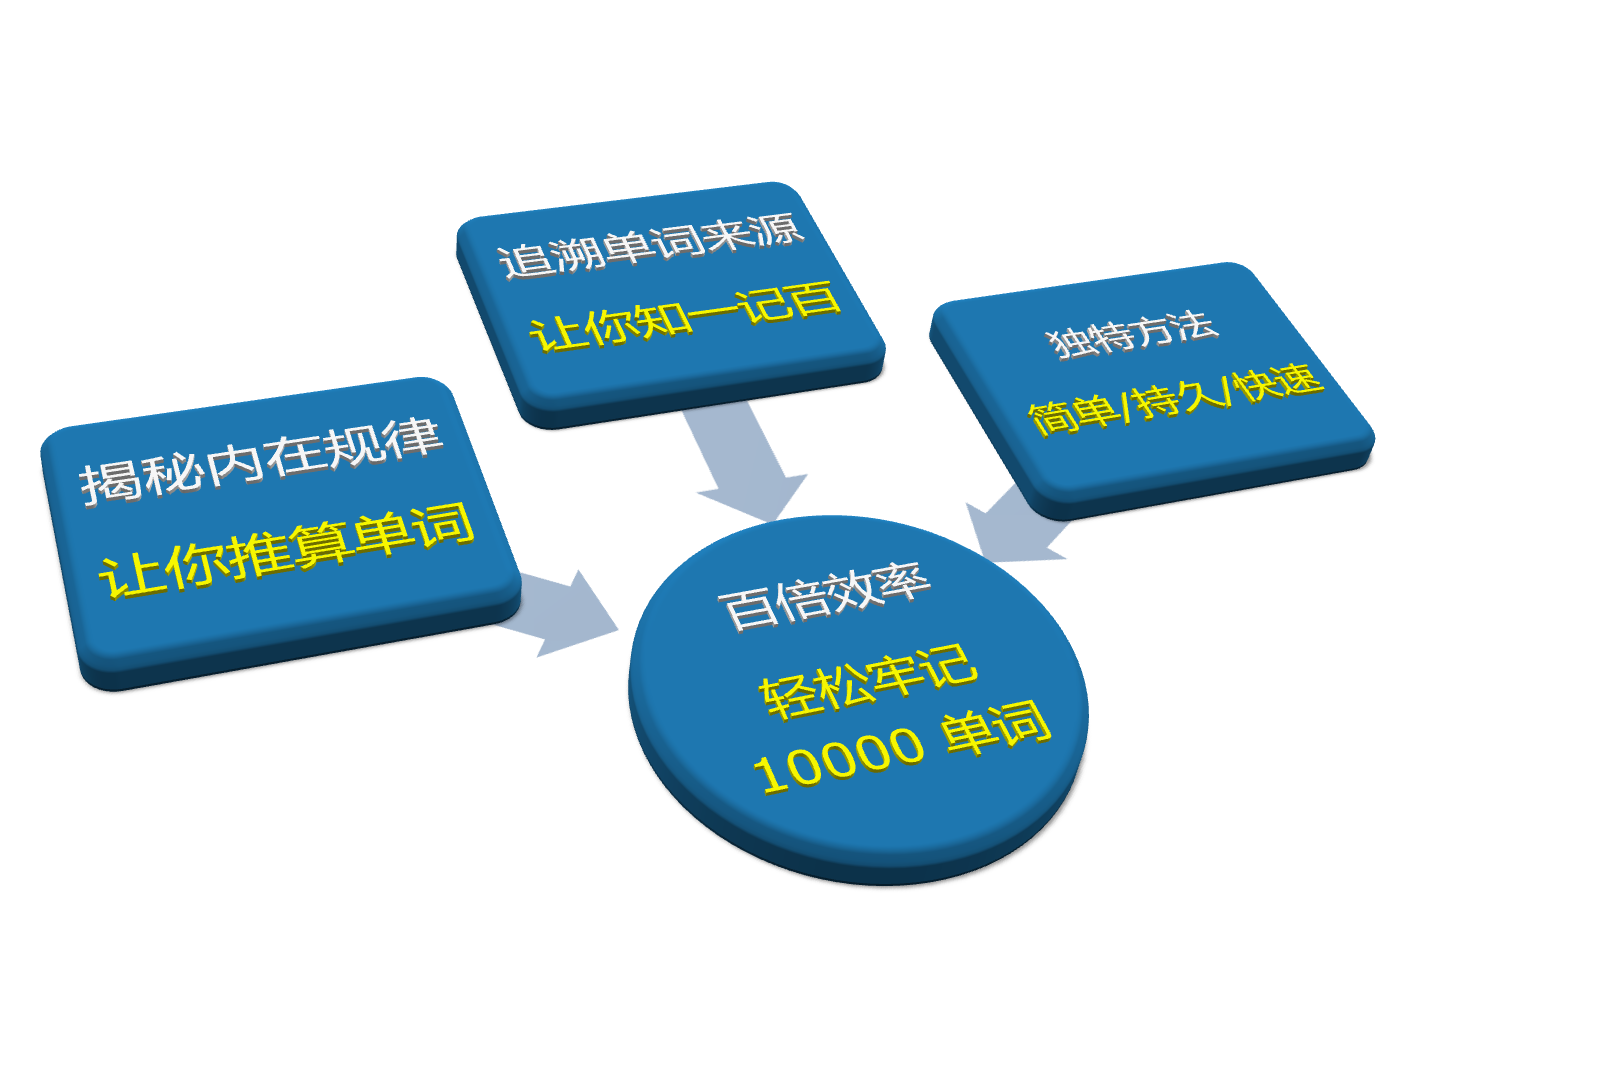 揭秘内在规律
让你推算单词
追溯单词来源
让你知一记百
独特方法
简单/持久/快速
百倍效率
轻松牢记
10000 单词